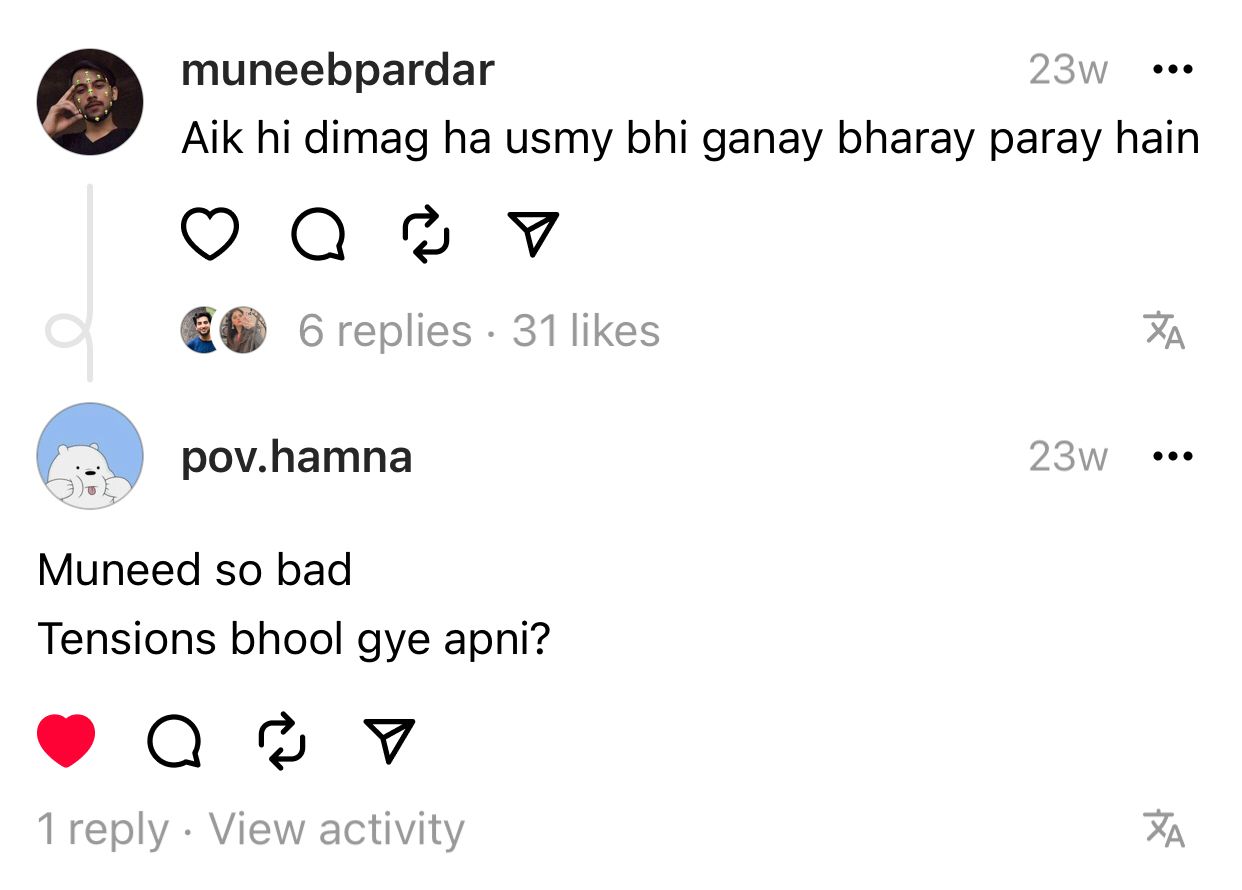 muneebpardar 23w
Aik hi dimag ha usmy bhi ganay bharay paray hain
6 replies · 31 likes
pov.hamna 23w
Muneed so bad
Tensions bhool gye apni?
1 reply · View activity